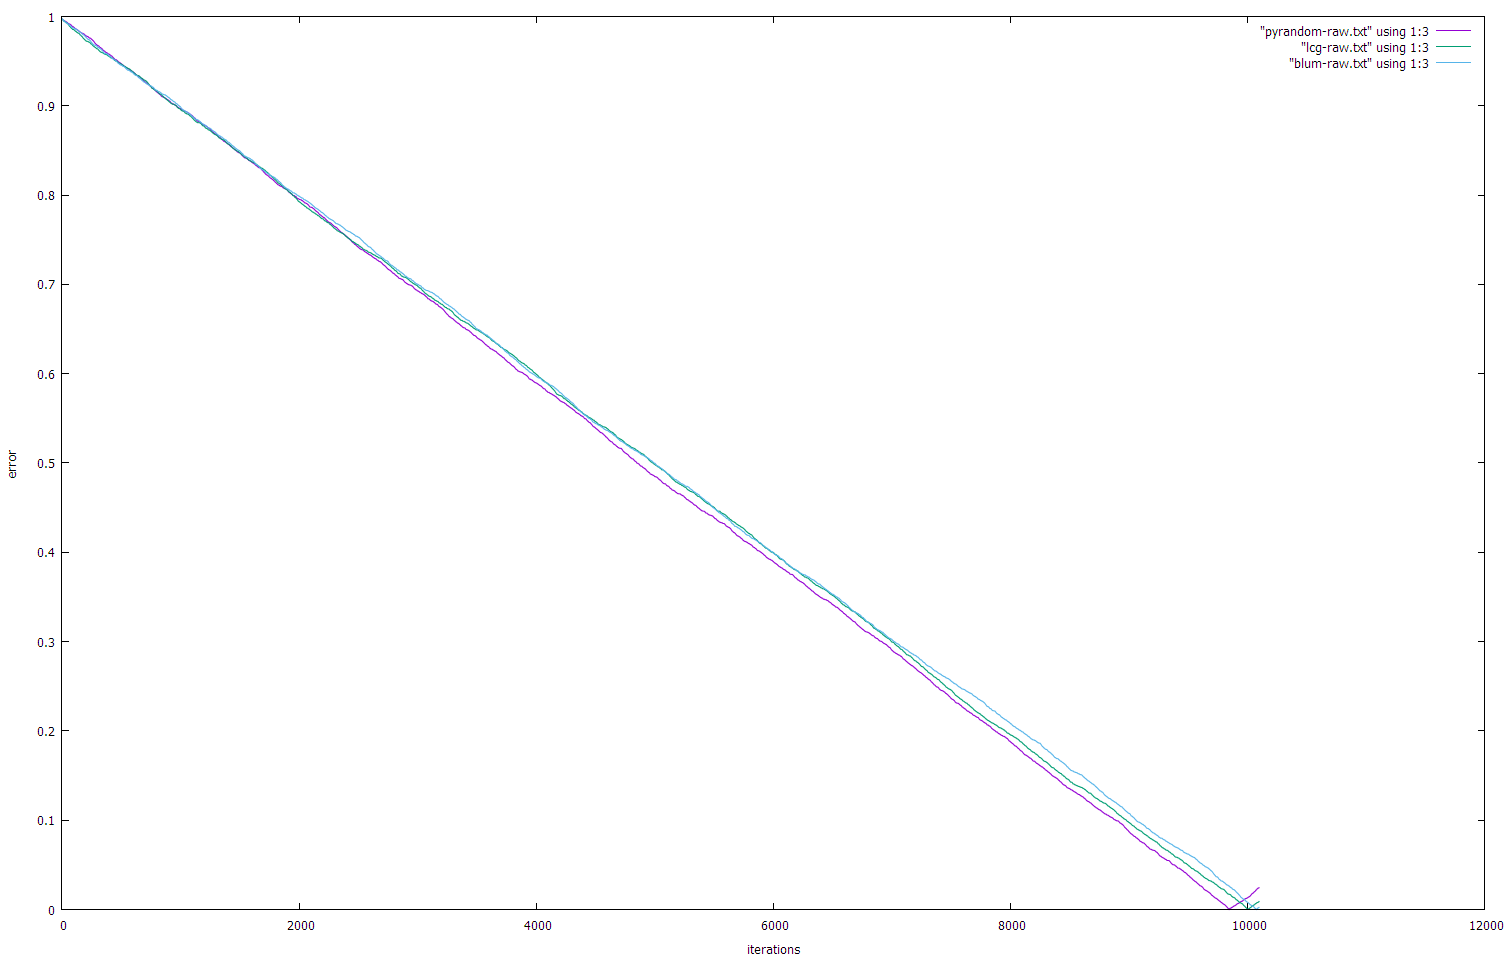 1
"pyrandom-raw.txt" using 1:3
"lcg-raw.txt" using 1:3
"blum-raw.txt" using 1:3
0.9
0.8
0.7
0.6
0.5
error
0.4
0.3
0.2
0.1
0
0 2000 4000 6000 8000 10000 12000
iterations